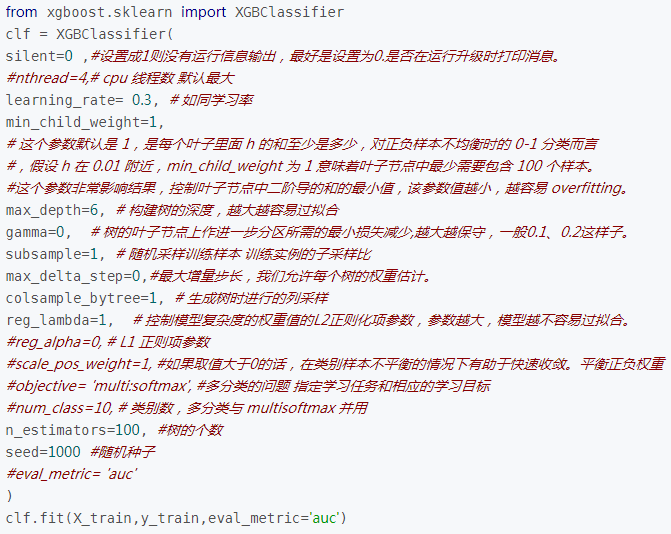 from xgboost.sklearn import XGBClassifier
clf = XGBClassifier(
silent=0 ,#设置成1则没有运行信息输出，最好是设置为0.是否在运行升级时打印消息。
#nthread=4,# cpu 线程数 默认最大
learning_rate= 0.3, # 如同学习率
min_child_weight=1,
# 这个参数默认是 1，是每个叶子里面 h 的和至少是多少，对正负样本不均衡时的 0-1 分类而言
#，假设 h 在 0.01 附近，min_child_weight 为 1 意味着叶子节点中最少需要包含 100 个样本。
#这个参数非常影响结果，控制叶子节点中二阶导的和的最小值，该参数值越小，越容易 overfitting。
max_depth=6, # 构建树的深度，越大越容易过拟合
gamma=0, # 树的叶子节点上作进一步分区所需的最小损失减少,越大越保守，一般0.1、0.2这样子。
subsample=1, # 随机采样训练样本 训练实例的子采样比
max_delta_step=0,#最大增量步长，我们允许每个树的权重估计。
colsample_bytree=1, # 生成树时进行的列采样
reg_lambda=1, # 控制模型复杂度的权重值的L2正则化项参数，参数越大，模型越不容易过拟合。
#reg_alpha=0, # L1 正则项参数
#scale_pos_weight=1, #如果取值大于0的话，在类别样本不平衡的情况下有助于快速收敛。平衡正负权重
#objective= 'multi:softmax', #多分类的问题 指定学习任务和相应的学习目标
#num_class=10, # 类别数，多分类与 multisoftmax 并用
n_estimators=100, #树的个数
seed=1000 #随机种子
#eval_metric= 'auc'
)
clf.fit(X_train,y_train,eval_metric='auc')